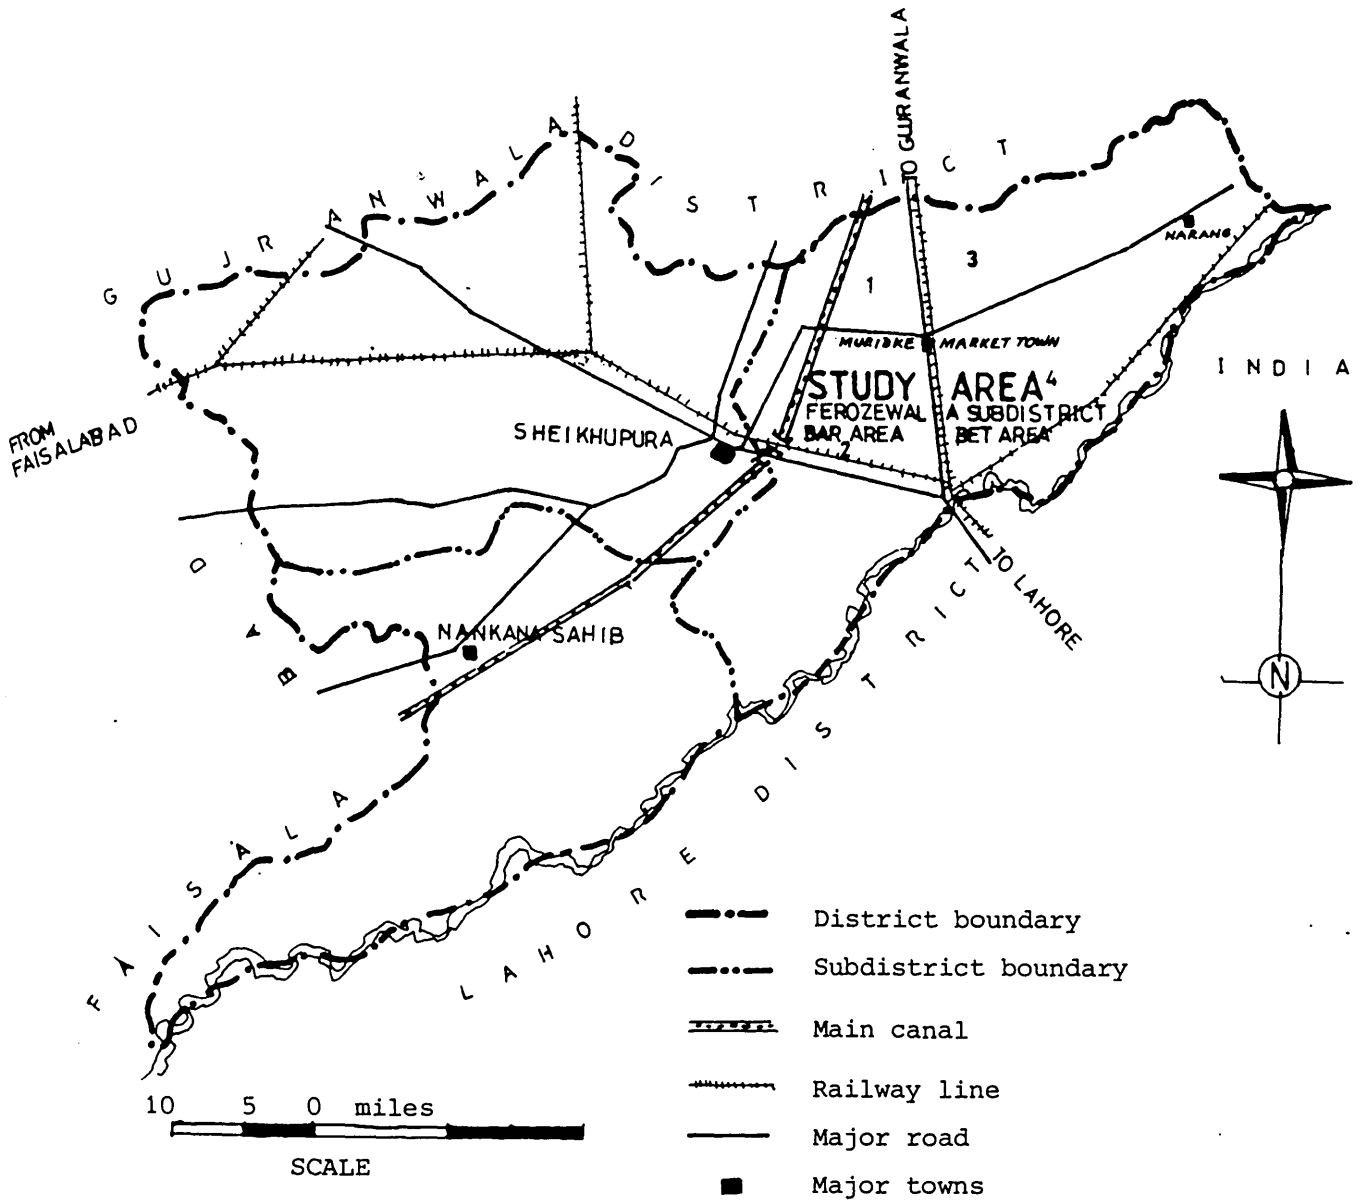 TO GUJRANWALA
GUJRANWALA DISTRICT
NARANG
3
1
MURIDKE MARKET TOWN
INDIA
STUDY AREA 4
FEROZEWALA SUBDISTRICT
BAR AREA BET AREA
2
FROM
FAISALABAD
SHEIKHUPURA
NANKANA SAHIB
TO LAHORE
FAISALABAD
LAHORE DISTRICT
N
District boundary
Subdistrict boundary
Main canal
Railway line
Major road
Major towns
10 5 0 miles
SCALE